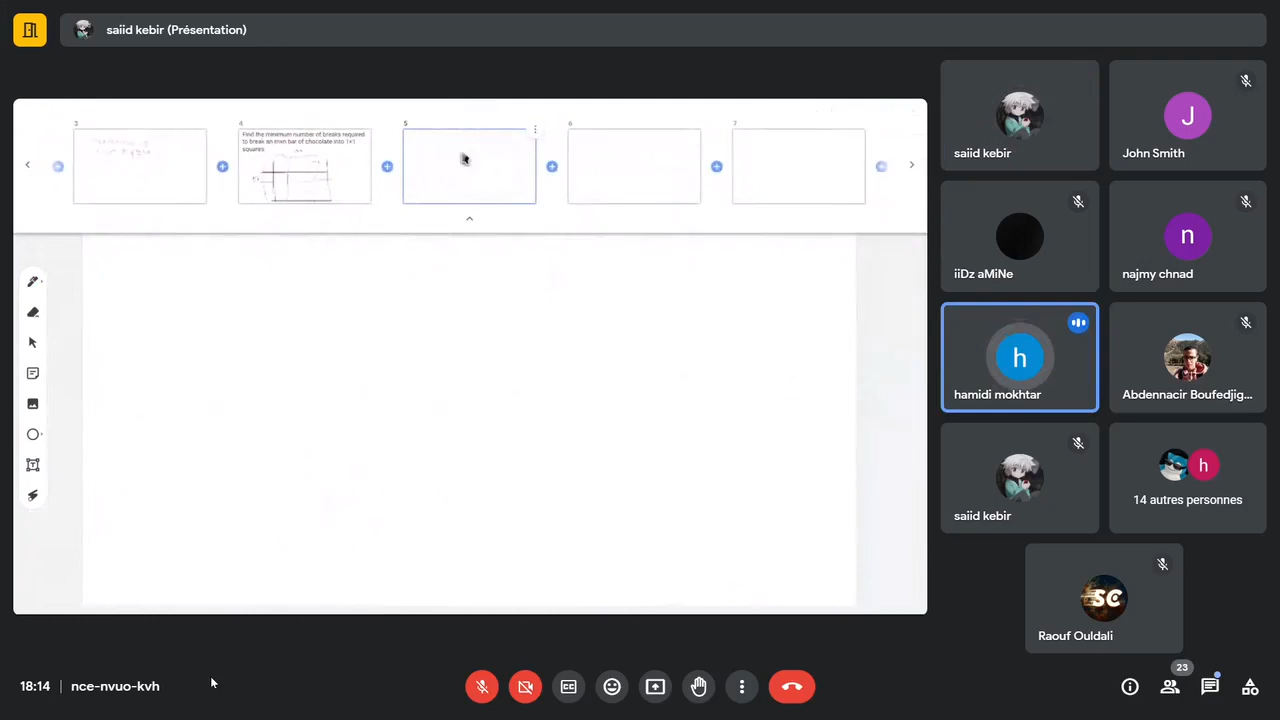 saiid kebir (Présentation)
3
4
5
6
7
Find the minimum number of breaks required
to break an mxn bar of chocolate into 1×1
squares
saiid kebir
J
John Smith
iiDz aMiNe
n
najmy chnad
h
hamidi mokhtar
Abdennacir Boufedjig...
saiid kebir
h
14 autres personnes
SC
Raouf Ouldali
18:14 | nce-nvuo-kvh
23